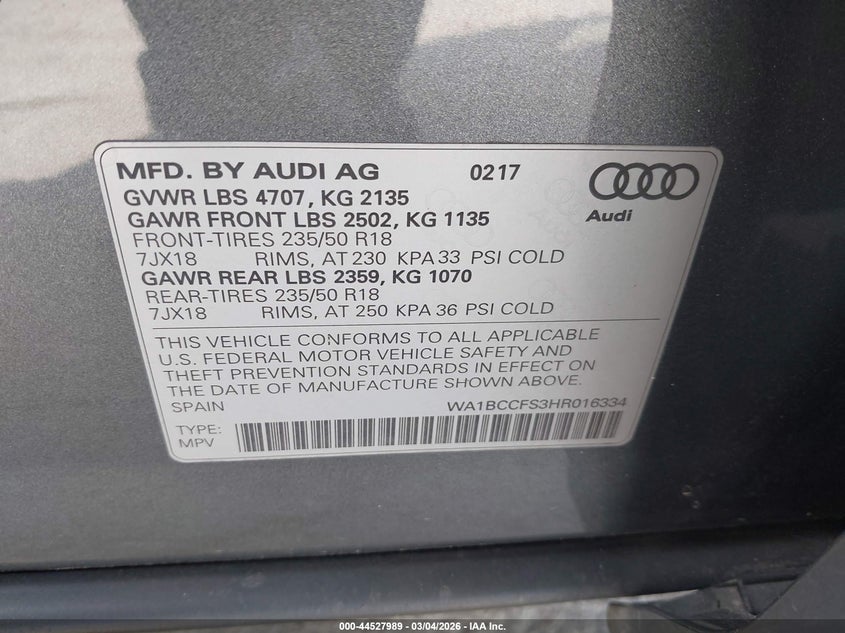 MFD. BY AUDI AG 0217
GVWR LBS 4707, KG 2135
GAWR FRONT LBS 2502, KG 1135
Audi
FRONT-TIRES 235/50 R18
7JX18 RIMS, AT 230 KPA 33 PSI COLD
GAWR REAR LBS 2359, KG 1070
REAR-TIRES 235/50 R18
7JX18 RIMS, AT 250 KPA 36 PSI COLD
THIS VEHICLE CONFORMS TO ALL APPLICABLE
U.S. FEDERAL MOTOR VEHICLE SAFETY AND
THEFT PREVENTION STANDARDS IN EFFECT ON
THE DATE OF MANUFACTURE SHOWN ABOVE.
SPAIN WA1BCCFS3HR016334
TYPE:
MPV
000-44527989 - 03/04/2026 - IAA Inc.